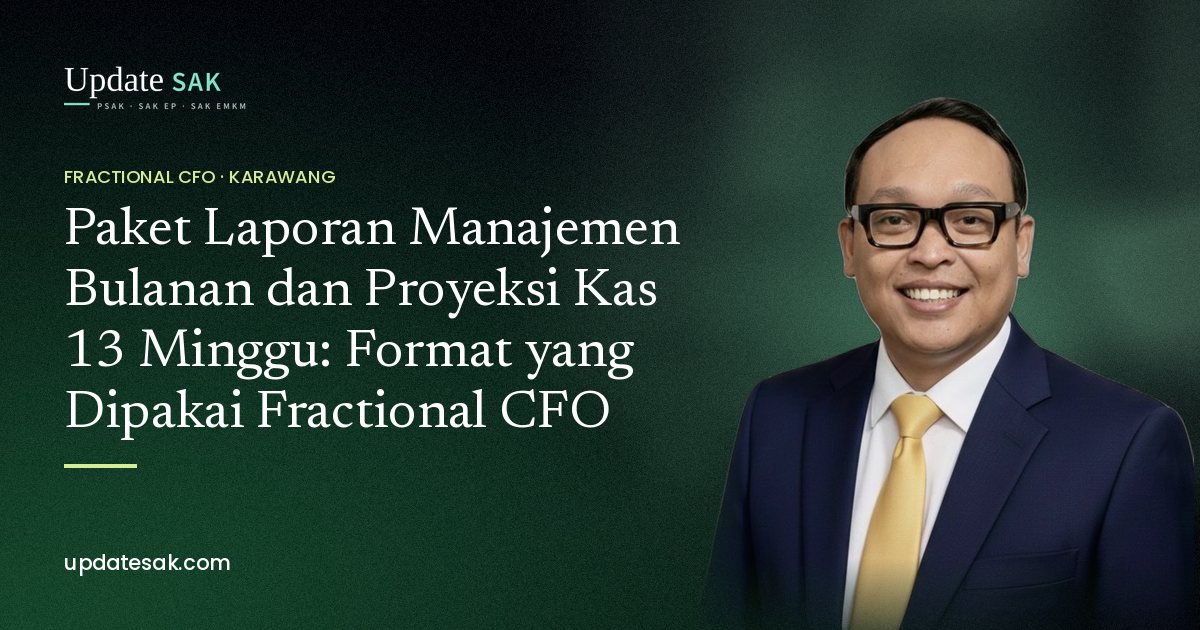 Update SAK
PSAK · SAK EP · SAK EMKM
FRACTIONAL CFO · KARAWANG
Paket Laporan Manajemen
Bulanan dan Proyeksi Kas
13 Minggu: Format yang
Dipakai Fractional CFO
updatesak.com